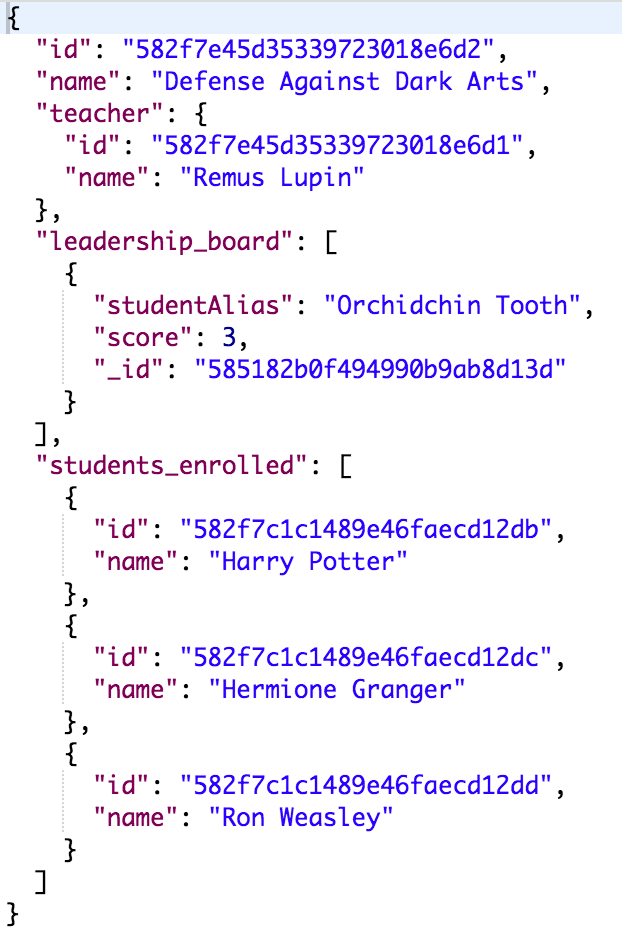 {
  "id": "582f7e45d35339723018e6d2",
  "name": "Defense Against Dark Arts",
  "teacher": {
    "id": "582f7e45d35339723018e6d1",
    "name": "Remus Lupin"
  },
  "leadership_board": [
    {
      "studentAlias": "Orchidchin Tooth",
      "score": 3,
      "_id": "585182b0f494990b9ab8d13d"
    }
  ],
  "students_enrolled": [
    {
      "id": "582f7c1c1489e46faecd12db",
      "name": "Harry Potter"
    },
    {
      "id": "582f7c1c1489e46faecd12dc",
      "name": "Hermione Granger"
    },
    {
      "id": "582f7c1c1489e46faecd12dd",
      "name": "Ron Weasley"
    }
  ]
}